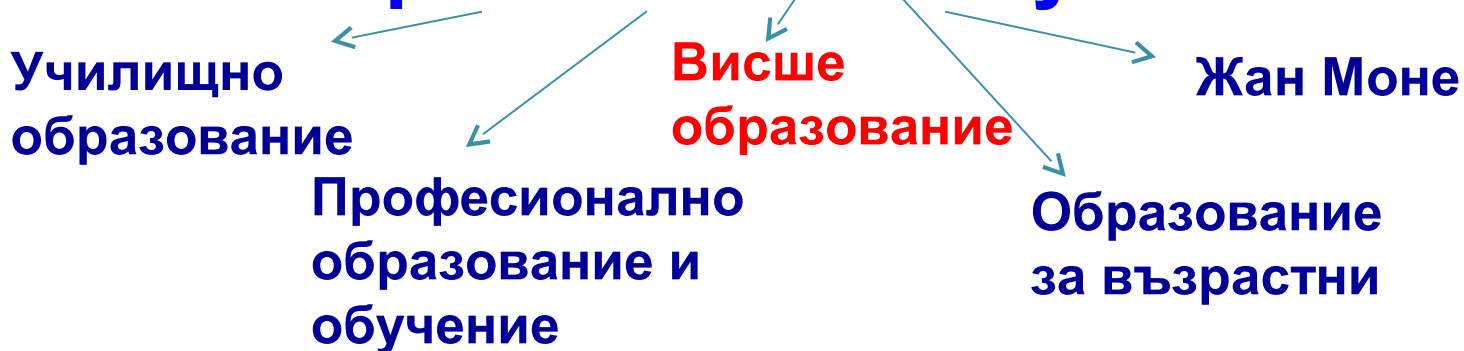 Училищно
образование
Професионално
образование и
обучение
Висше
образование
Образование
за възрастни
Жан Моне